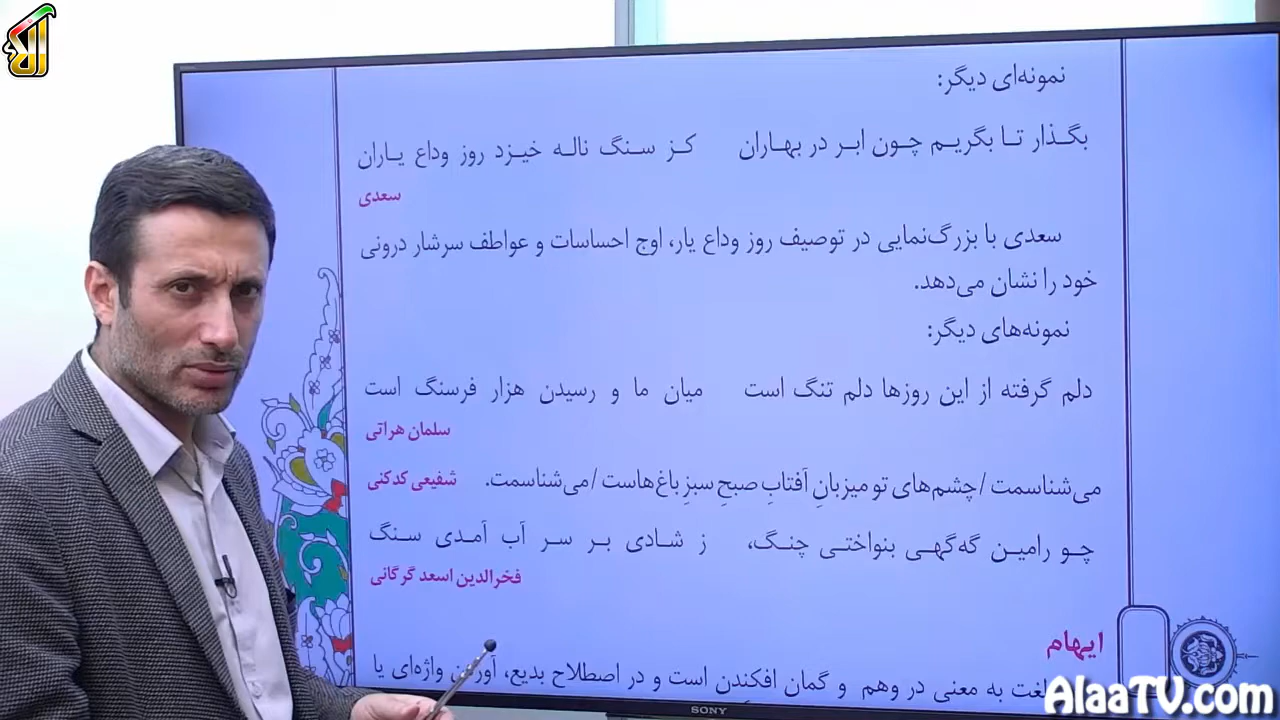 آلاء
نمونه‌ای دیگر:
بگذار تا بگریم چون ابر در بهاران کز سنگ ناله خیزد روز وداع یاران
سعدی
سعدی با بزرگ‌نمایی در توصیف روز وداع یار، اوج احساسات و عواطف سرشار درونی
خود را نشان می‌دهد.
نمونه‌های دیگر:
دلم گرفته از این روزها دلم تنگ است میان ما و رسیدن هزار فرسنگ است
سلمان هراتی
می‌شناسمت / چشم‌های تو میزبانِ آفتابِ صبحِ سبزِ باغ‌هاست / می‌شناسمت. شفیعی کدکنی
چو رامین گه‌گهی بنواختی چنگ، ز شادی بر سر آب آمدی سنگ
فخرالدین اسعد گرگانی
ایهام
لغت به معنی در وهم و گمان افکندن است و در اصطلاح بدیع، آوردن واژه‌ای یا
AlaaTV.com
SONY